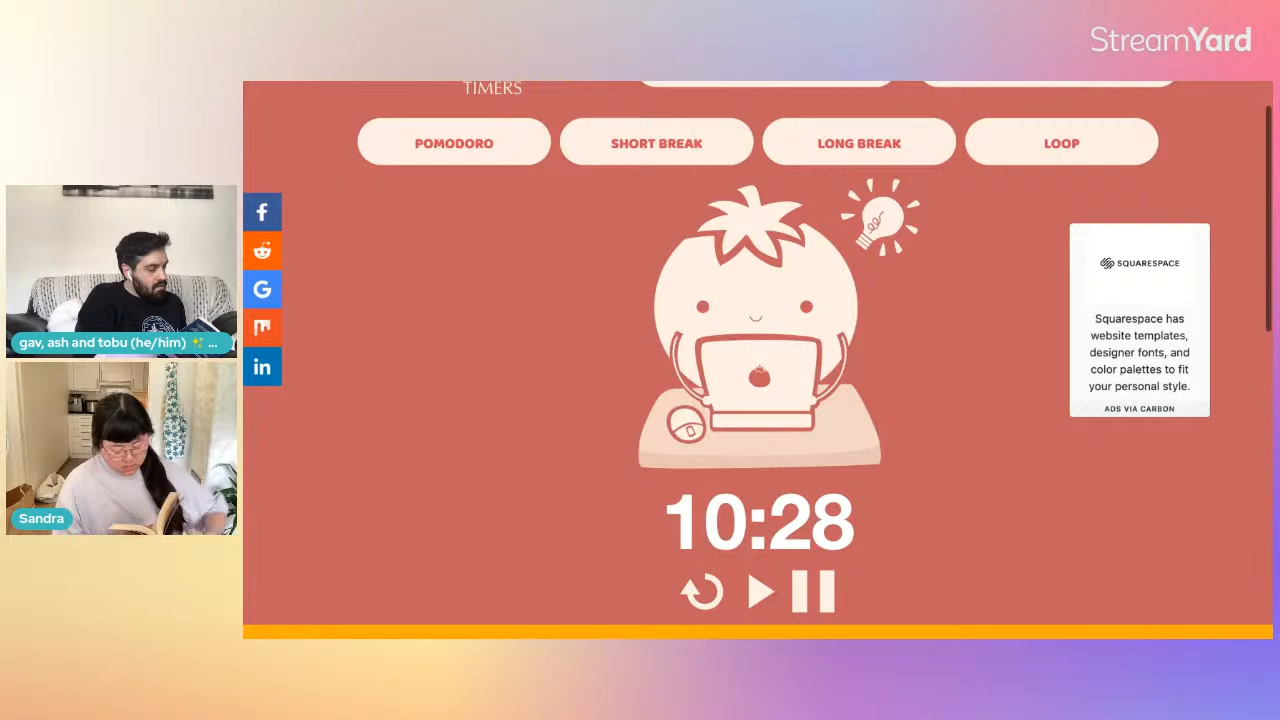 StreamYard
TIMERS
POMODORO
SHORT BREAK
LONG BREAK
LOOP
SQUARESPACE
Squarespace has
website templates,
designer fonts, and
color palettes to fit
your personal style.
ADS VIA CARBON
gav, ash and tobu (he/him) ✨ ...
Sandra
10:28